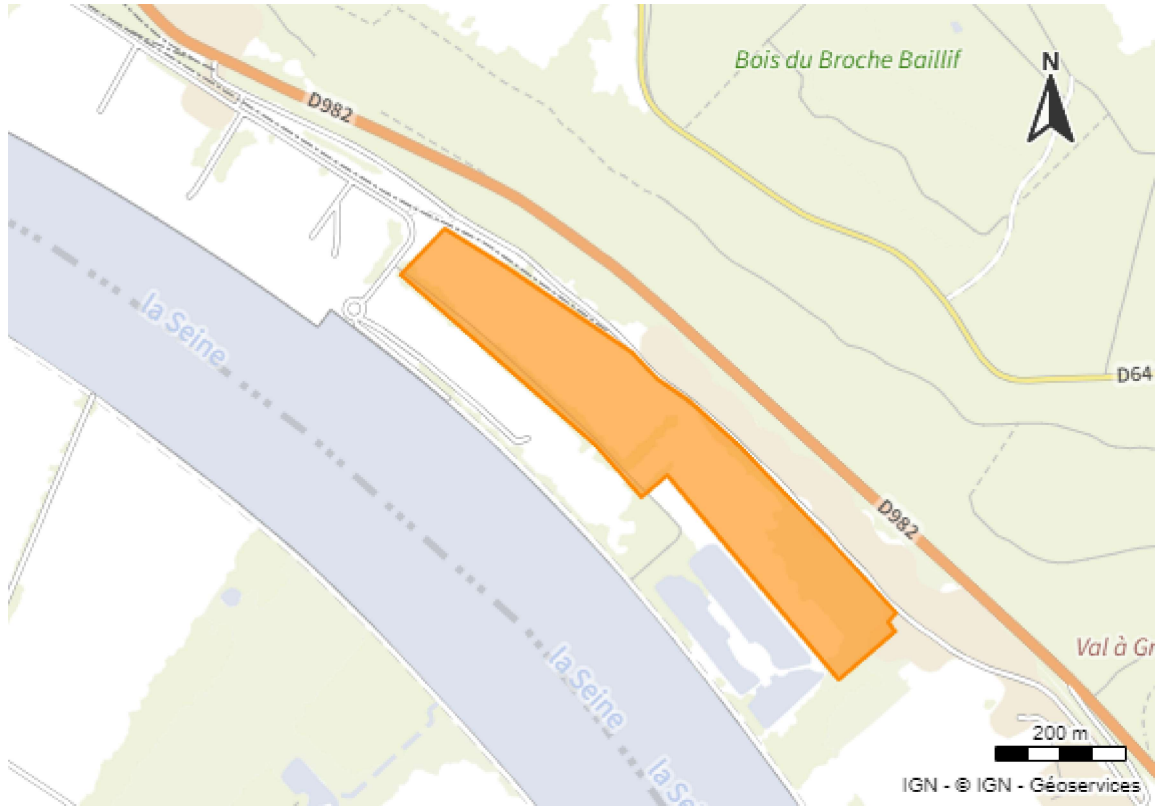 Bois du Broche Baillif
N
D982
la Seine
D64
D982
Val à Gr
la Seine
la Se
200 m
IGN - © IGN - Géoservices